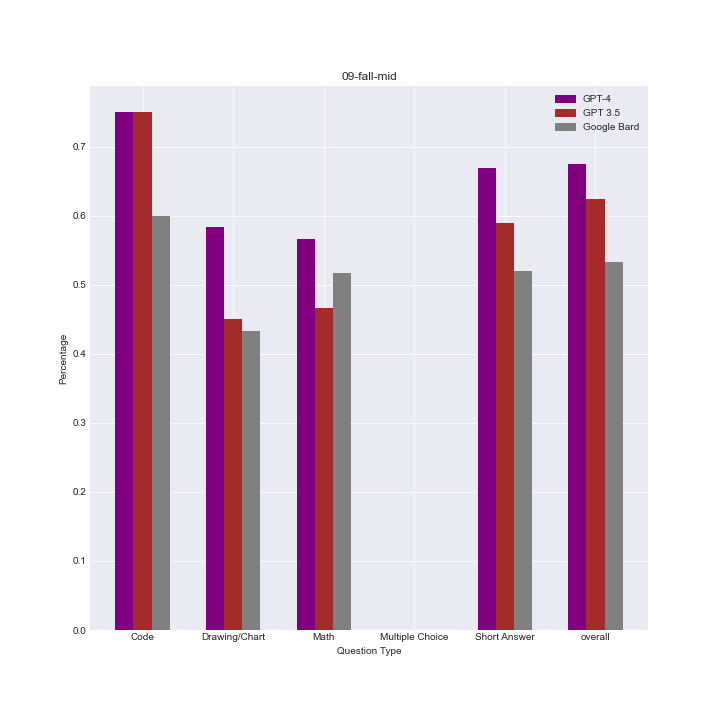 09-fall-mid
GPT-4
GPT 3.5
Google Bard
Percentage
0.7
0.6
0.5
0.4
0.3
0.2
0.1
0.0
Code Drawing/Chart Math Multiple Choice Short Answer overall
Question Type